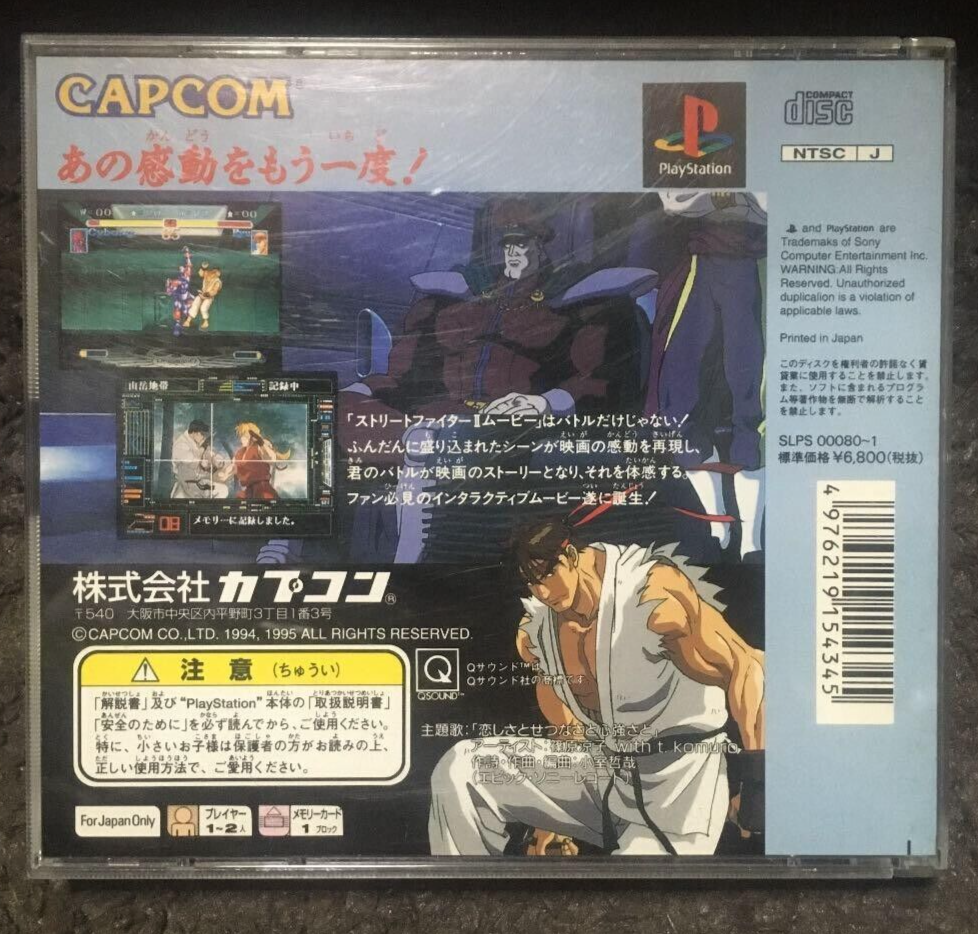 CAPCOM®
かんどう いちど
あの感動をもう一度！
PlayStation
COMPACT
disc
NTSC J
and PlayStation are
Trademaks of Sony
Computer Entertainment Inc.
WARNING:All Rights
Reserved. Unauthorized
duplicalion is a violation of
applicable laws.
Printed in Japan
このディスクを権利者の許諾なく賃
貸業に使用することを禁止します。
また、ソフトに含まれるプログラ
ム等著作物を無断で解析すること
を禁止します。
SLPS 00080~1
標準価格 ¥6,800(税抜)
4 976219 154345
山岳地帯
記録中
08
メモリーに記録しました。
「ストリートファイターⅡムービー」はバトルだけじゃない！
ふんだんに盛り込まれたシーンが映画の感動を再現し、
君のバトルが映画のストーリーとなり、それを体感する。
ファン必見のインタラクティブムービー遂に誕生！
株式会社 カプコン®
〒540 大阪市中央区内平野町3丁目1番3号
©CAPCOM CO.,LTD. 1994, 1995 ALL RIGHTS RESERVED.
注意（ちゅうい）
「解説書」及び“PlayStation”本体の「取扱説明書」
「安全のために」を必ず読んでから、ご使用ください。
特に、小さいお子様は保護者の方がお読みの上、
正しい使用方法で、ご愛用ください。
Q
QSOUND™
Qサウンド™は
Qサウンド社の商標です
主題歌:「恋しさとせつなさと心強さと」
アーティスト:篠原涼子 with t. komuro
作詩・作曲・編曲:小室哲哉
(エピック・ソニーレコード)
For Japan Only
プレイヤー
1~2人
メモリーカード
1 ブロック